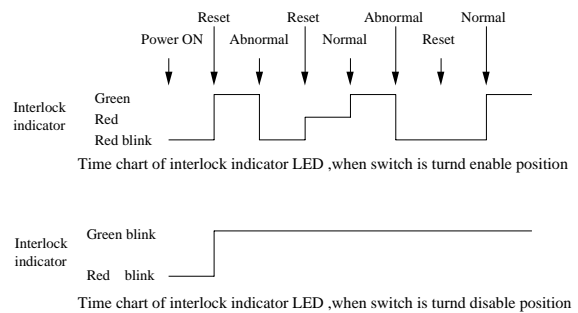 Reset Reset Abnormal Normal
Power ON Abnormal Normal Reset
Interlock indicator
Green
Red
Red blink
Time chart of interlock indicator LED ,when switch is turnd enable position
Interlock indicator
Green blink
Red blink
Time chart of interlock indicator LED ,when switch is turnd disable position